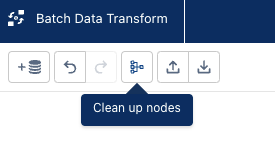 Batch Data Transform
Clean up nodes